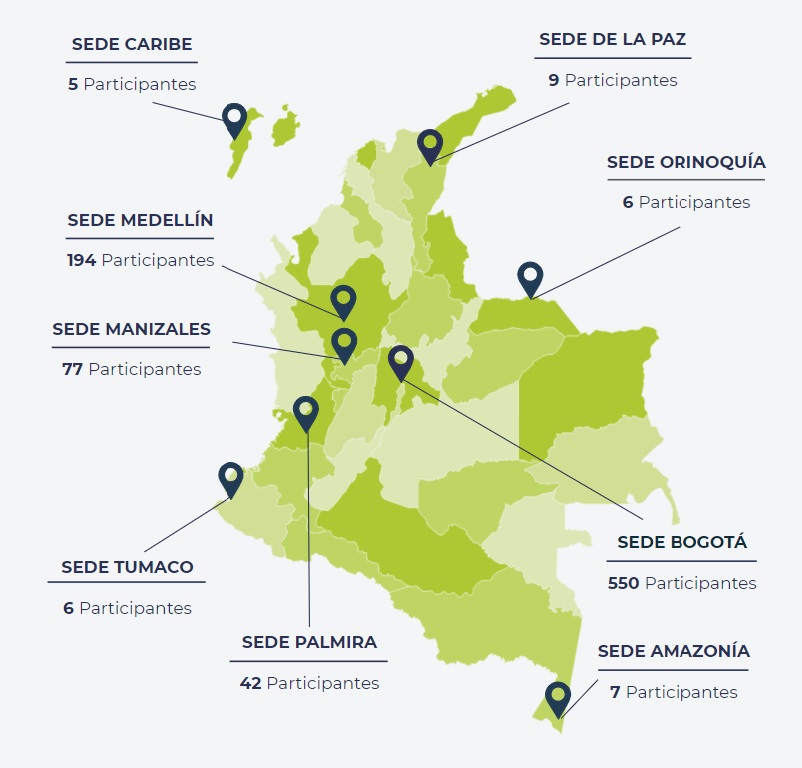 SEDE CARIBE
5 Participantes
SEDE DE LA PAZ
9 Participantes
SEDE ORINOQUÍA
6 Participantes
SEDE MEDELLÍN
194 Participantes
SEDE MANIZALES
77 Participantes
SEDE BOGOTÁ
550 Participantes
SEDE TUMACO
6 Participantes
SEDE PALMIRA
42 Participantes
SEDE AMAZONÍA
7 Participantes